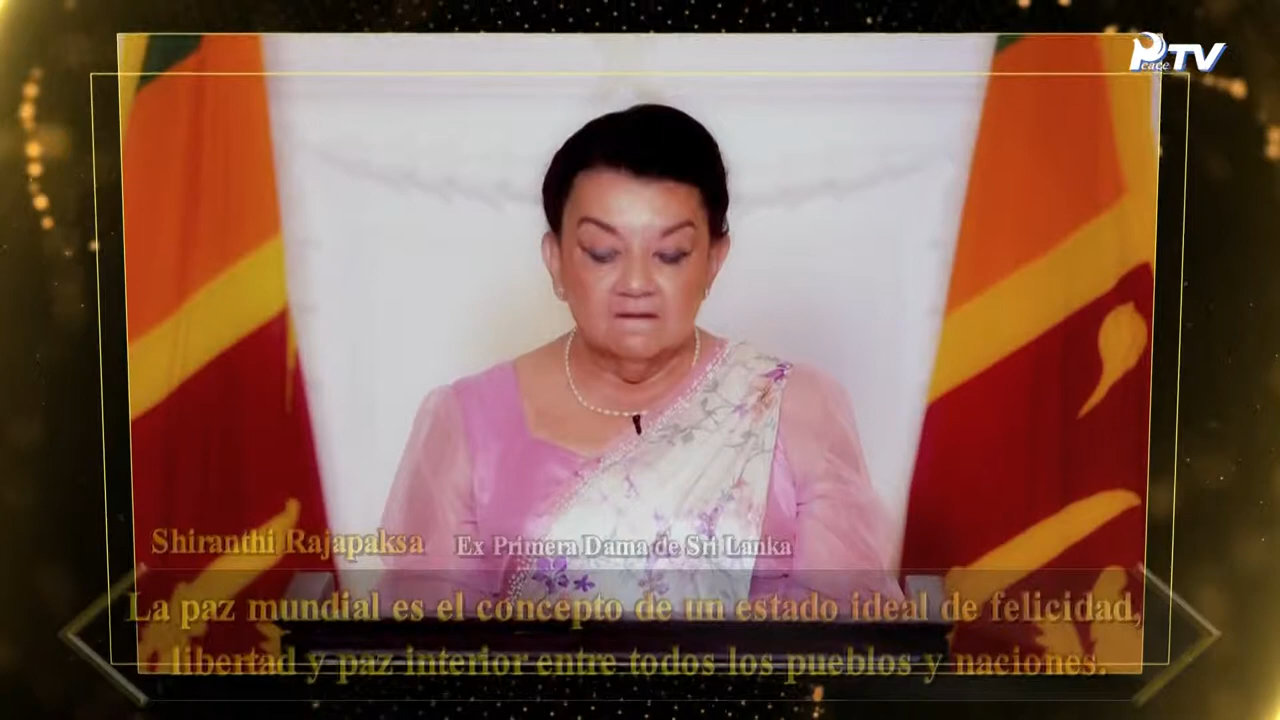 Peace TV
Shiranthi Rajapaksa Ex Primera Dama de Sri Lanka
La paz mundial es el concepto de un estado ideal de felicidad,
libertad y paz interior entre todos los pueblos y naciones.